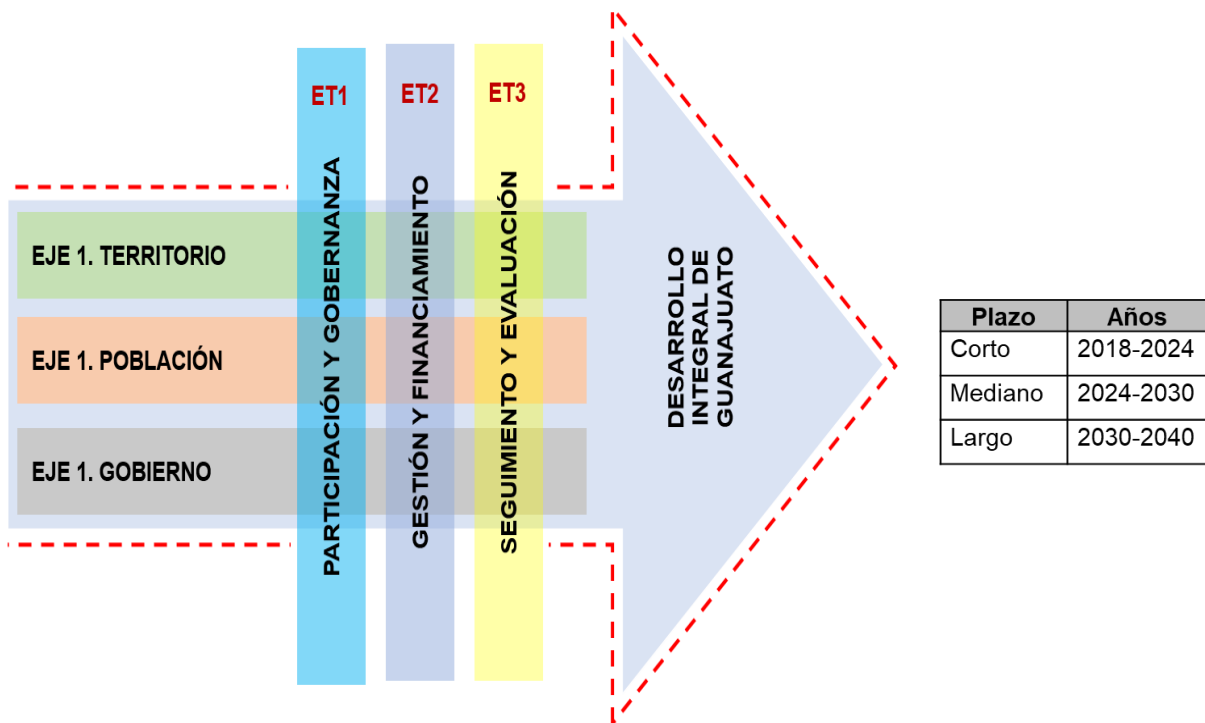 ET1
ET2
ET3
EJE 1. TERRITORIO
EJE 1. POBLACIÓN
EJE 1. GOBIERNO
PARTICIPACIÓN Y GOBERNANZA
GESTIÓN Y FINANCIAMIENTO
SEGUIMIENTO Y EVALUACIÓN
DESARROLLO
INTEGRAL DE
GUANAJUATO
Plazo Años
Corto 2018-2024
Mediano 2024-2030
Largo 2030-2040